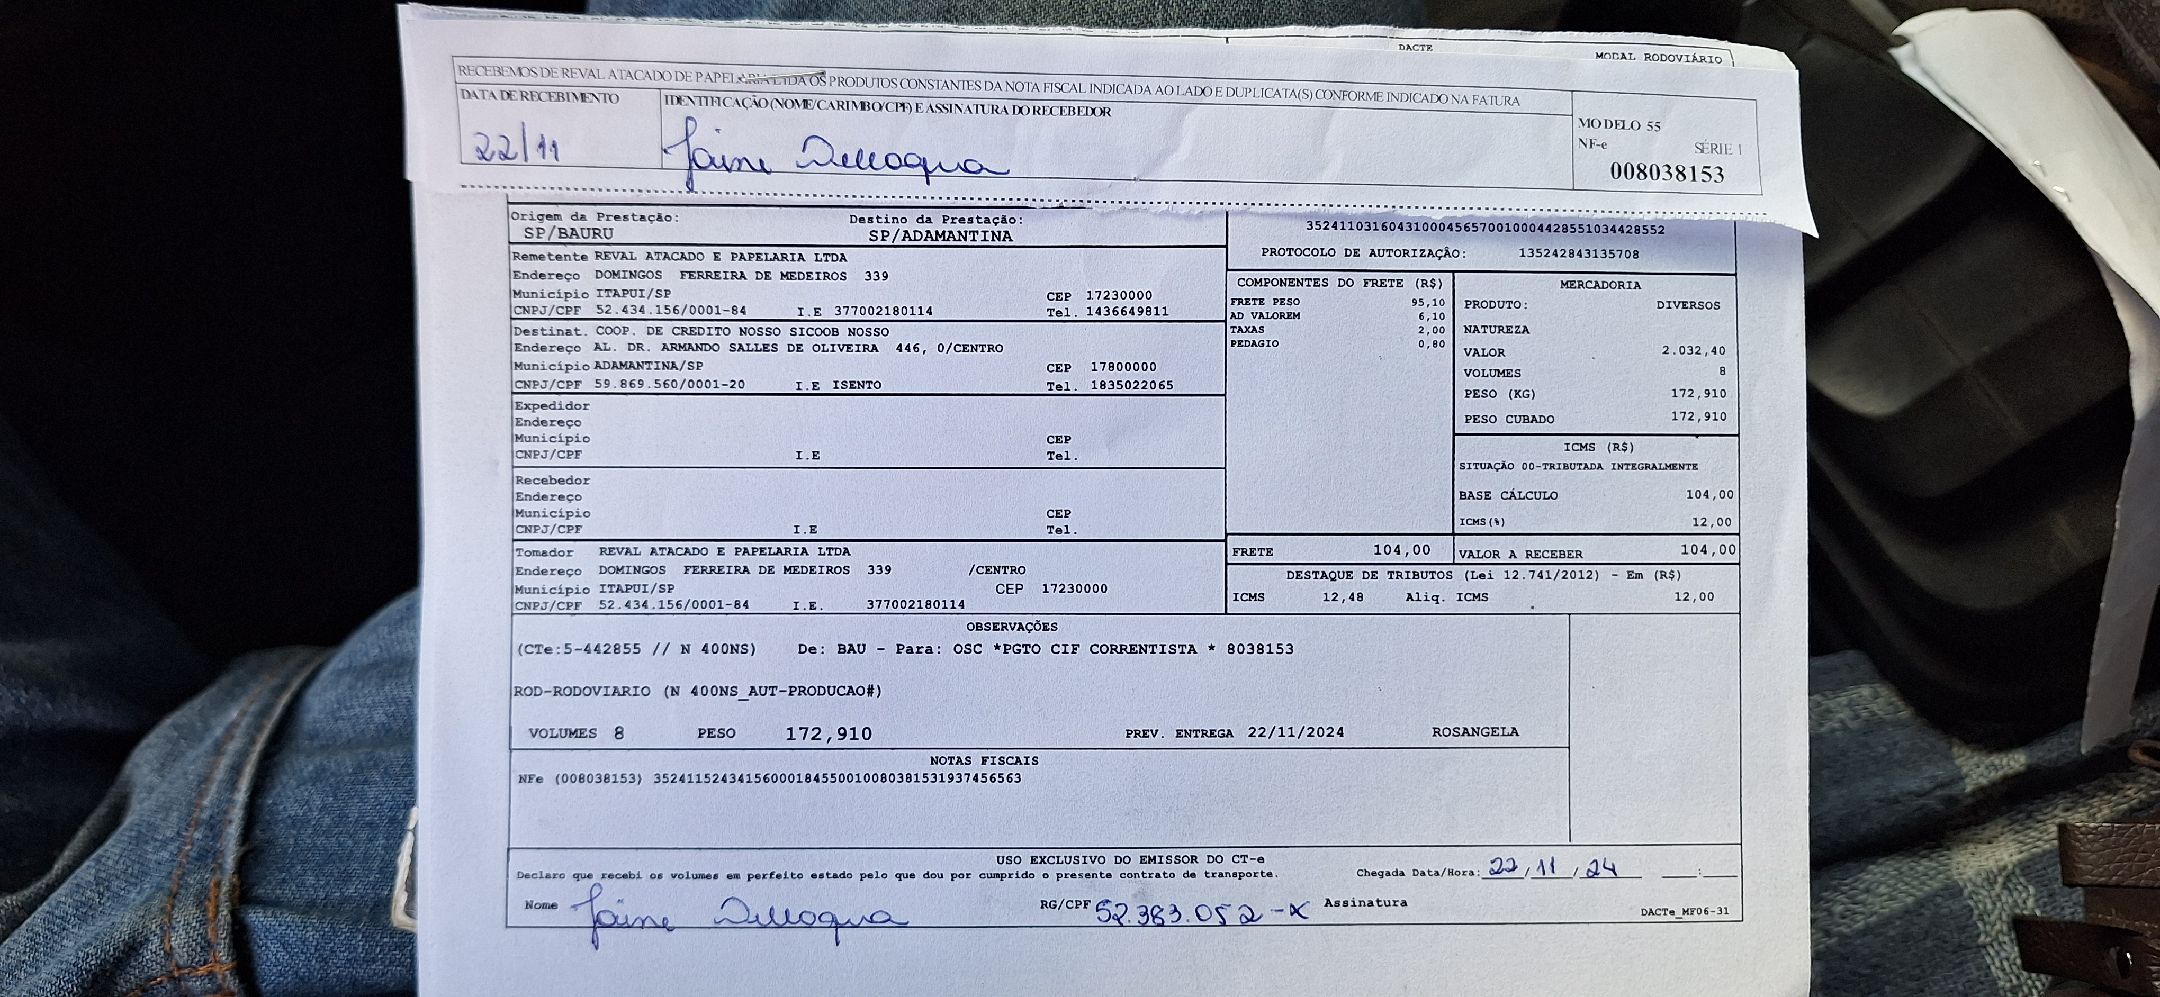 DACTE
MODAL RODOVIÁRIO
RECEBEMOS DE REVAL ATACADO DE PAPELARIA LTDA OS PRODUTOS CONSTANTES DA NOTA FISCAL INDICADA AO LADO E DUPLICATA(S) CONFORME INDICADO NA FATURA
DATA DE RECEBIMENTO
IDENTIFICAÇÃO (NOME/CARIMBO/CPF) E ASSINATURA DO RECEBEDOR
22/11
MODELO 55
NF-e SÉRIE 1
008038153
Origem da Prestação: Destino da Prestação:
SP/BAURU SP/ADAMANTINA
Remetente REVAL ATACADO E PAPELARIA LTDA
Endereço DOMINGOS FERREIRA DE MEDEIROS 339
Município ITAPUI/SP CEP 17230000
CNPJ/CPF 52.434.156/0001-84 I.E 377002180114 Tel. 1436649811
Destinat. COOP. DE CREDITO NOSSO SICOOB NOSSO
Endereço AL. DR. ARMANDO SALLES DE OLIVEIRA 446, 0/CENTRO
Município ADAMANTINA/SP CEP 17800000
CNPJ/CPF 59.869.560/0001-20 I.E ISENTO Tel. 1835022065
Expedidor
Endereço
Município CEP
CNPJ/CPF I.E Tel.
Recebedor
Endereço
Município CEP
CNPJ/CPF I.E Tel.
Tomador REVAL ATACADO E PAPELARIA LTDA
Endereço DOMINGOS FERREIRA DE MEDEIROS 339 /CENTRO
Município ITAPUI/SP CEP 17230000
CNPJ/CPF 52.434.156/0001-84 I.E. 377002180114
35241103160431000456570010004428551034428552
PROTOCOLO DE AUTORIZAÇÂO: 135242843135708
COMPONENTES DO FRETE (R$)
FRETE PESO 95,10
AD VALOREM 6,10
TAXAS 2,00
PEDAGIO 0,80
MERCADORIA
PRODUTO: DIVERSOS
NATUREZA
VALOR 2.032,40
VOLUMES 8
PESO (KG) 172,910
PESO CUBADO 172,910
ICMS (R$)
SITUAÇÃO 00-TRIBUTADA INTEGRALMENTE
BASE CÁLCULO 104,00
ICMS(%) 12,00
FRETE 104,00
VALOR A RECEBER 104,00
DESTAQUE DE TRIBUTOS (Lei 12.741/2012) - Em (R$)
ICMS 12,48 Aliq. ICMS 12,00
OBSERVAÇÕES
(CTe:5-442855 // N 400NS) De: BAU - Para: OSC *PGTO CIF CORRENTISTA * 8038153
ROD-RODOVIARIO (N 400NS_AUT-PRODUCAO#)
VOLUMES 8 PESO 172,910 PREV. ENTREGA 22/11/2024 ROSANGELA
NOTAS FISCAIS
NFe (008038153) 35241152434156000184550010080381531937456563
USO EXCLUSIVO DO EMISSOR DO CT-e
Declaro que recebi os volumes em perfeito estado pelo que dou por cumprido o presente contrato de transporte.
Chegada Data/Hora: 22/11/24 :
Nome RG/CPF 52.383.052-X Assinatura
DACTe_MF06-31